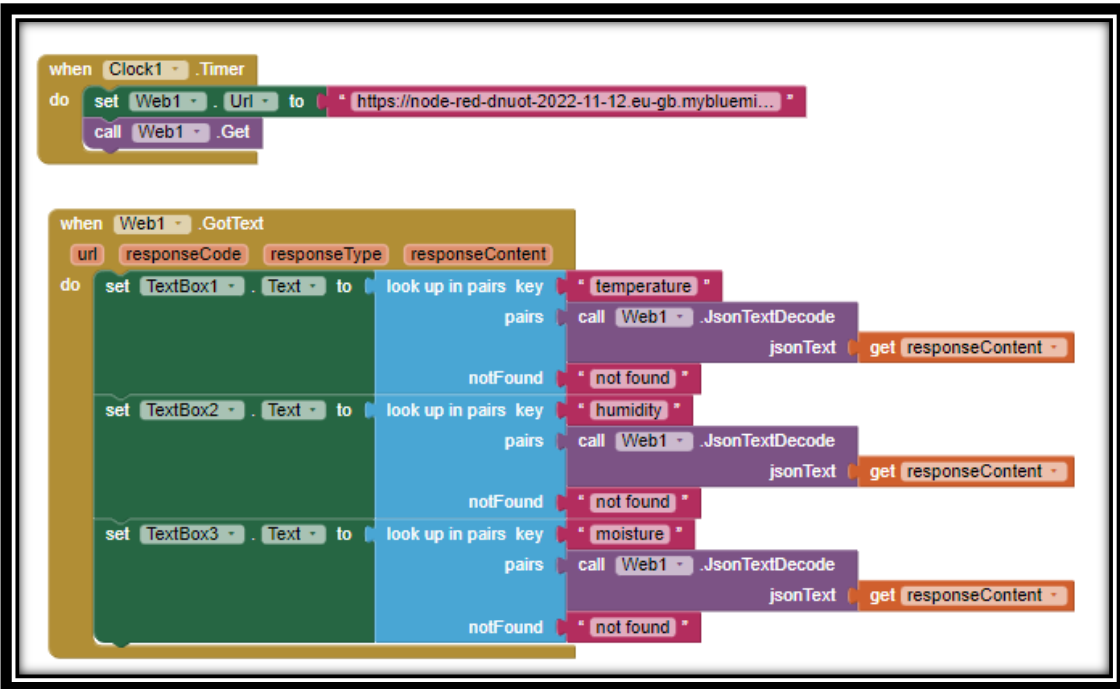 when Clock1 .Timer
do set Web1 . Url to " https://node-red-dnuot-2022-11-12.eu-gb.mybluemi... "
call Web1 .Get
when Web1 .GotText
url responseCode responseType responseContent
do set TextBox1 . Text to look up in pairs key " temperature "
pairs call Web1 .JsonTextDecode
jsonText get responseContent
notFound " not found "
set TextBox2 . Text to look up in pairs key " humidity "
pairs call Web1 .JsonTextDecode
jsonText get responseContent
notFound " not found "
set TextBox3 . Text to look up in pairs key " moisture "
pairs call Web1 .JsonTextDecode
jsonText get responseContent
notFound " not found "